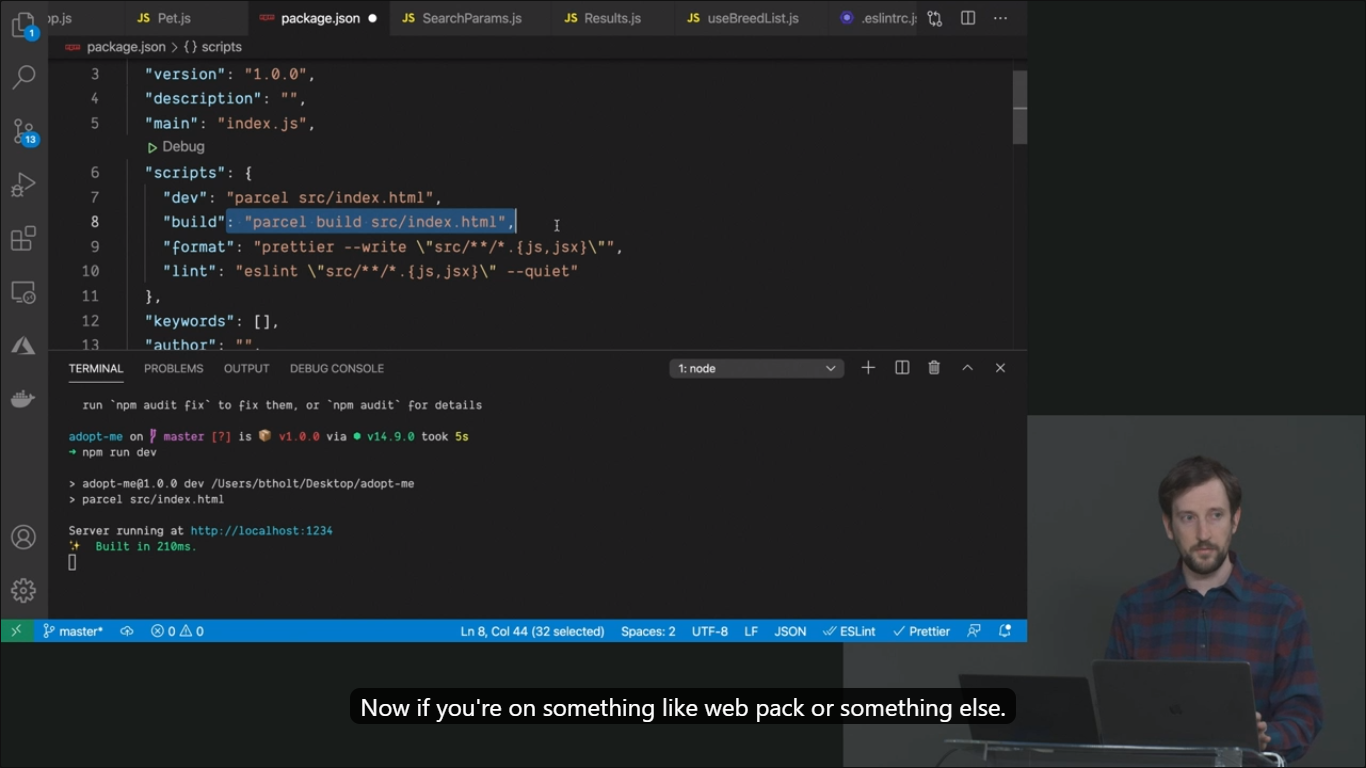 pp.js JS Pet.js package.json ● JS SearchParams.js JS Results.js JS useBreedList.js .eslintrc.js
package.json > {} scripts
1
13
3 "version": "1.0.0",
4 "description": "",
5 "main": "index.js",
Debug
6 "scripts": {
7 "dev": "parcel src/index.html",
8 "build": "parcel build src/index.html",
9 "format": "prettier --write \"src/**/*.{js,jsx}\"",
10 "lint": "eslint \"src/**/*.{js,jsx}\" --quiet"
11 },
12 "keywords": [],
13 "author": "",
TERMINAL PROBLEMS OUTPUT DEBUG CONSOLE 1: node
run `npm audit fix` to fix them, or `npm audit` for details
adopt-me on master [?] is 📦 v1.0.0 via ● v14.9.0 took 5s
➜ npm run dev
> adopt-me@1.0.0 dev /Users/btholt/Desktop/adopt-me
> parcel src/index.html
Server running at http://localhost:1234
✨ Built in 210ms.
master* 0 0 Ln 8, Col 44 (32 selected) Spaces: 2 UTF-8 LF JSON ESLint Prettier
Now if you're on something like web pack or something else.